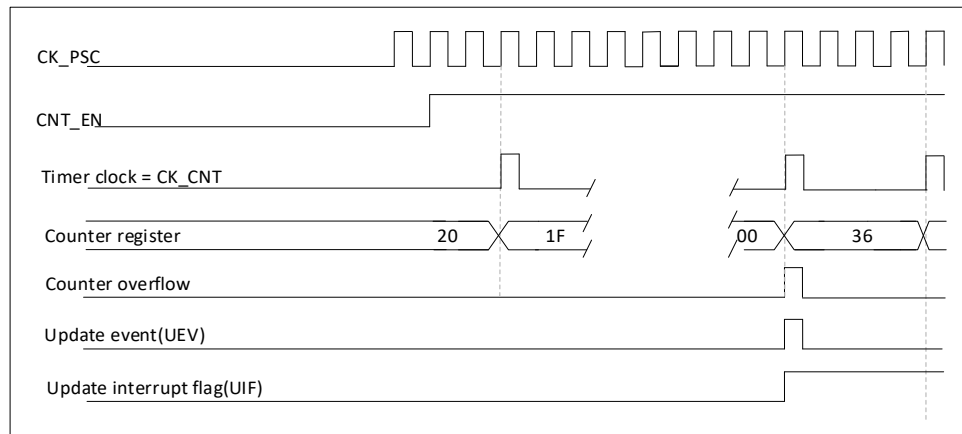 CK_PSC
CNT_EN
Timer clock = CK_CNT
Counter register 20 1F 00 36
Counter overflow
Update event(UEV)
Update interrupt flag(UIF)